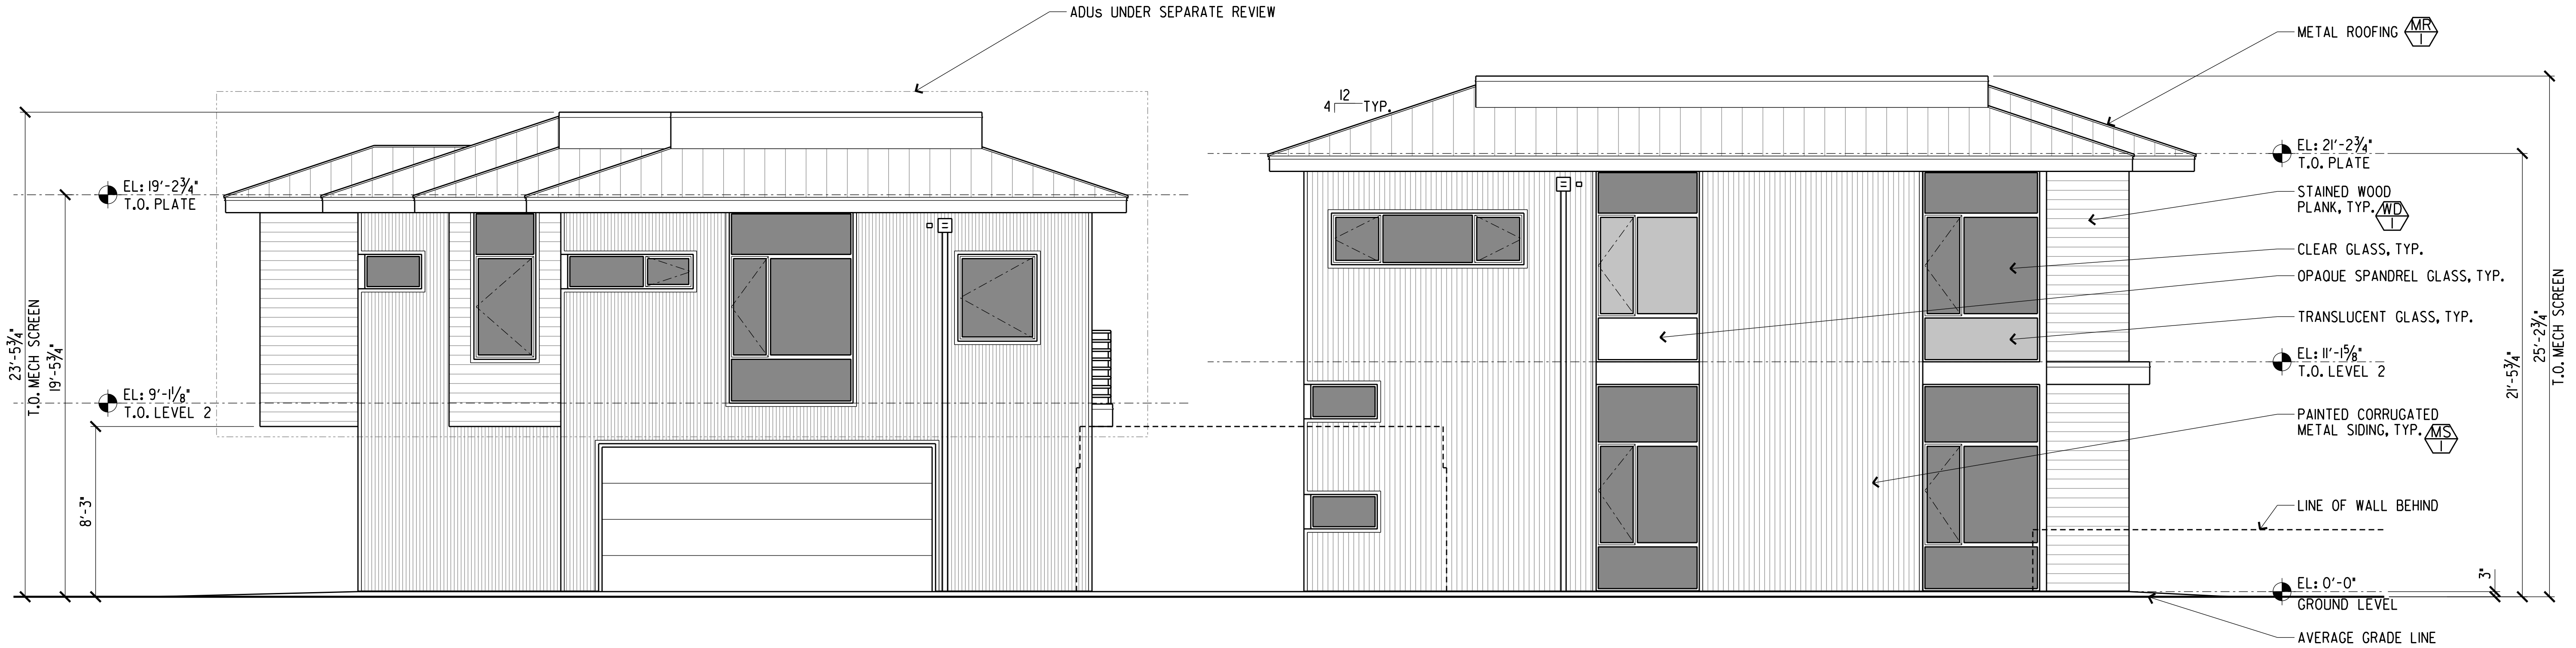 ADUs UNDER SEPARATE REVIEW
METAL ROOFING MR
1
12
4 TYP.
EL: 19'-2¾"
T.O. PLATE
EL: 21'-2¾"
T.O. PLATE
STAINED WOOD
PLANK, TYP. WD
1
CLEAR GLASS, TYP.
OPAQUE SPANDREL GLASS, TYP.
TRANSLUCENT GLASS, TYP.
23'-5¾"
T.O. MECH SCREEN
19'-5¾"
EL: 9'-1⅛"
T.O. LEVEL 2
8'-3"
EL: 11'-1⅝"
T.O. LEVEL 2
21'-5¾"
25'-2¾"
T.O. MECH SCREEN
PAINTED CORRUGATED
METAL SIDING, TYP. MS
1
LINE OF WALL BEHIND
3"
EL: 0'-0"
GROUND LEVEL
AVERAGE GRADE LINE